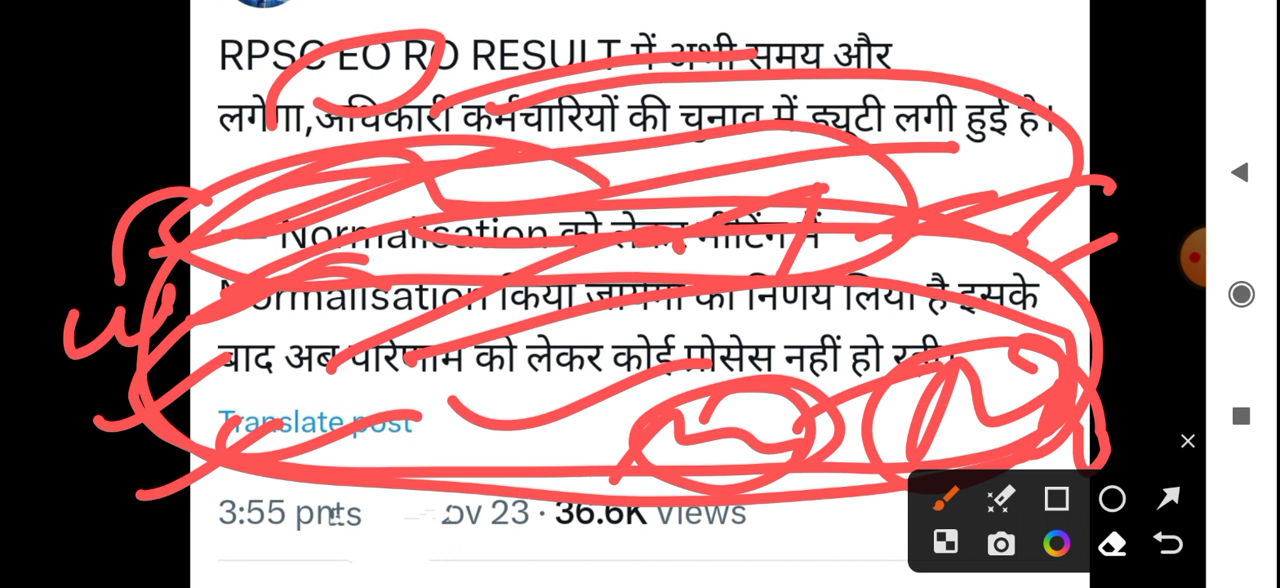 RPSC EO RO RESULT में अभी समय और
लगेगा,अधिकारी कर्मचारियों की चुनाव में ड्यूटी लगी हुई है।
Normalisation को लेकर मीटिंग में
Normalisation किया जायेगा का निर्णय लिया है इसके
बाद अब परिणाम को लेकर कोई प्रोसेस नहीं हो रही।
Translate post
3:55 pm 23 · 36.6K Views